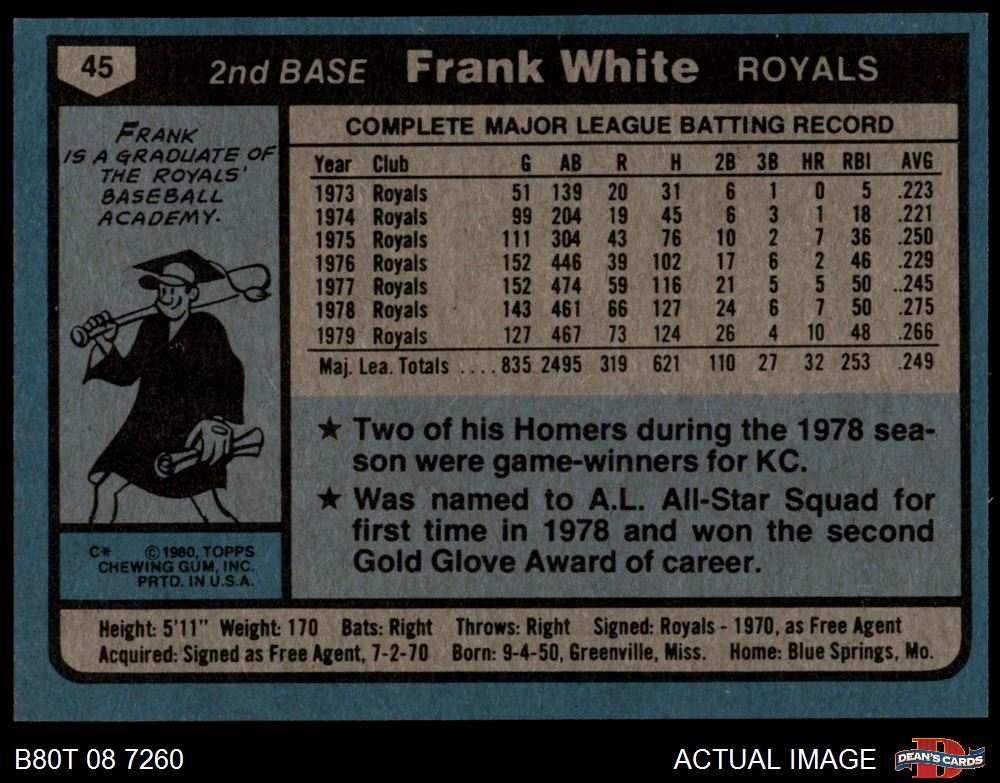 45
2nd BASE Frank White ROYALS
FRANK
IS A GRADUATE OF
THE ROYALS'
BASEBALL
ACADEMY.
C* © 1980, TOPPS
CHEWING GUM, INC.
PRTD. IN U.S.A.
COMPLETE MAJOR LEAGUE BATTING RECORD
Year Club G AB R H 2B 3B HR RBI AVG
1973 Royals 51 139 20 31 6 1 0 5 .223
1974 Royals 99 204 19 45 6 3 1 18 .221
1975 Royals 111 304 43 76 10 2 7 36 .250
1976 Royals 152 446 39 102 17 6 2 46 .229
1977 Royals 152 474 59 116 21 5 5 50 ..245
1978 Royals 143 461 66 127 24 6 7 50 .275
1979 Royals 127 467 73 124 26 4 10 48 .266
Maj. Lea. Totals .... 835 2495 319 621 110 27 32 253 .249
★ Two of his Homers during the 1978 sea-
son were game-winners for KC.
★ Was named to A.L. All-Star Squad for
first time in 1978 and won the second
Gold Glove Award of career.
Height: 5'11" Weight: 170 Bats: Right Throws: Right Signed: Royals - 1970, as Free Agent
Acquired: Signed as Free Agent, 7-2-70 Born: 9-4-50, Greenville, Miss. Home: Blue Springs, Mo.
B80T 08 7260
ACTUAL IMAGE
D
DEAN'S CARDS